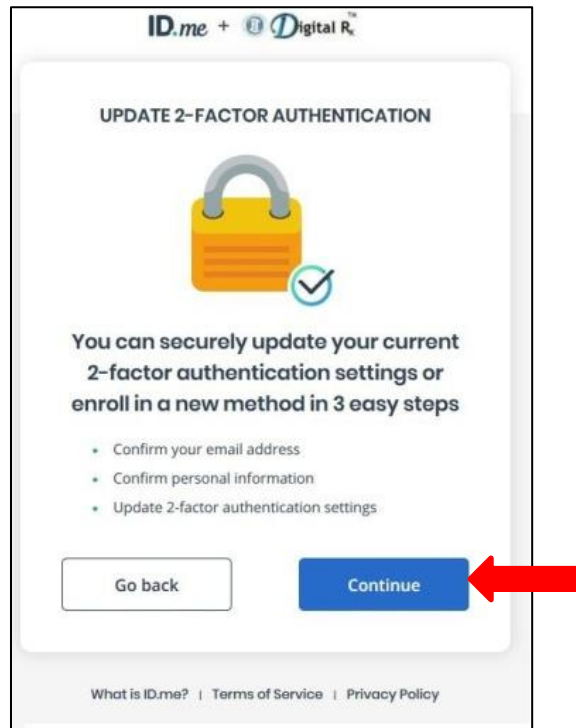 ID.me + Digital Rx™
UPDATE 2-FACTOR AUTHENTICATION
You can securely update your current
2-factor authentication settings or
enroll in a new method in 3 easy steps
• Confirm your email address
• Confirm personal information
• Update 2-factor authentication settings
Go back Continue
What is ID.me? | Terms of Service | Privacy Policy